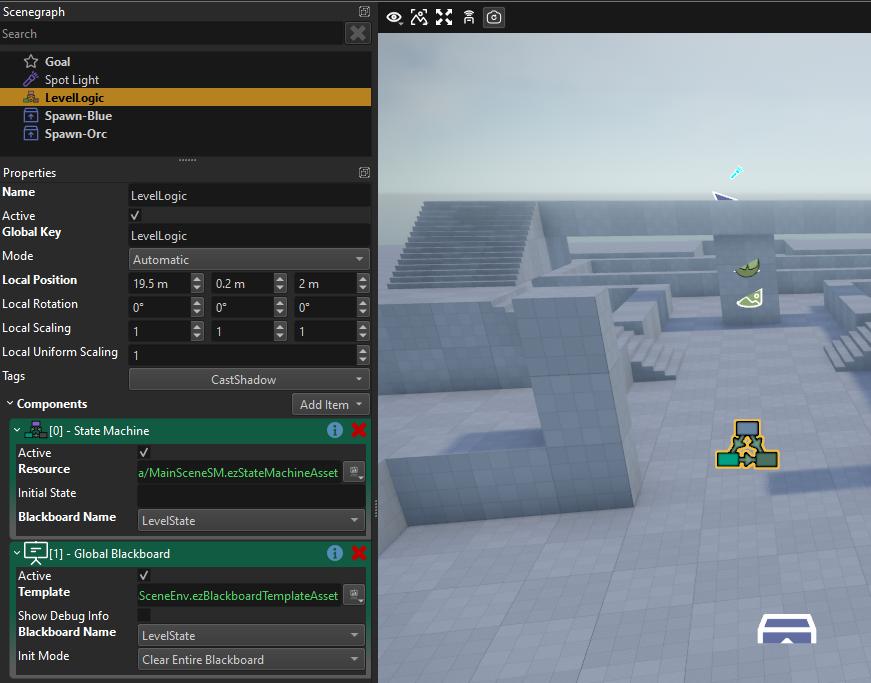 Scenegraph
Search
Goal
Spot Light
LevelLogic
Spawn-Blue
Spawn-Orc
Properties
Name LevelLogic
Active
Global Key LevelLogic
Mode Automatic
Local Position 19.5 m 0.2 m 2 m
Local Rotation 0° 0° 0°
Local Scaling 1 1 1
Local Uniform Scaling 1
Tags CastShadow
Components Add Item
[0] - State Machine
Active
Resource a/MainSceneSM.ezStateMachineAsset
Initial State
Blackboard Name LevelState
[1] - Global Blackboard
Active
Template SceneEnv.ezBlackboardTemplateAsset
Show Debug Info
Blackboard Name LevelState
Init Mode Clear Entire Blackboard